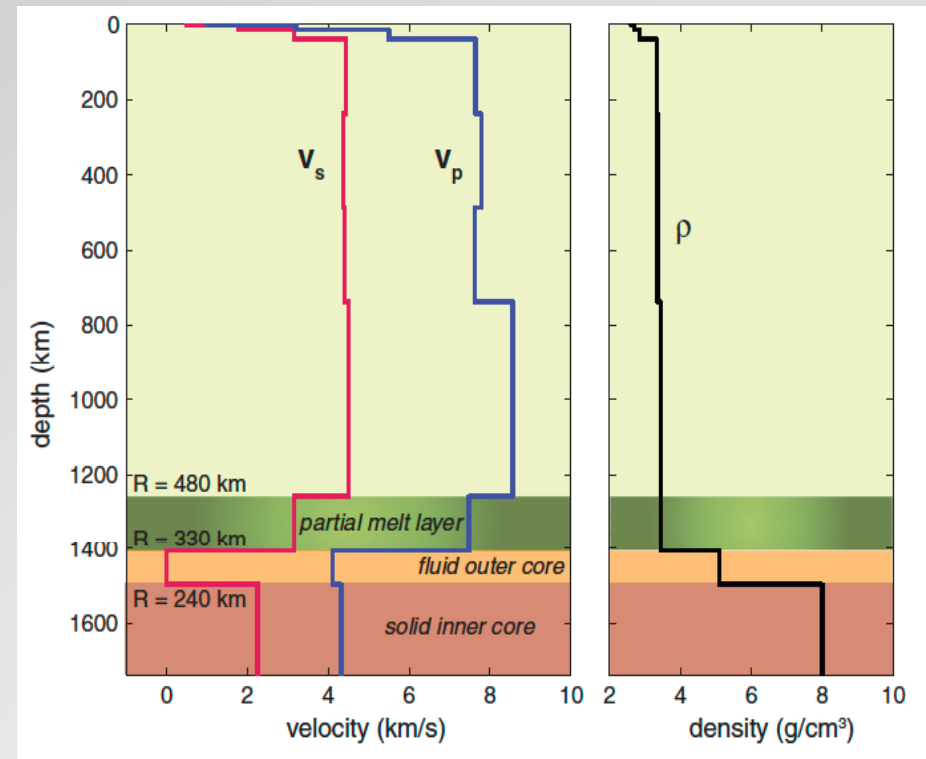 0
200
400
600
800
1000
1200
1400
1600
depth (km)
Vs
Vp
R = 480 km
partial melt layer
R = 330 km
fluid outer core
R = 240 km
solid inner core
0 2 4 6 8 10
velocity (km/s)
ρ
2 4 6 8 10
density (g/cm³)